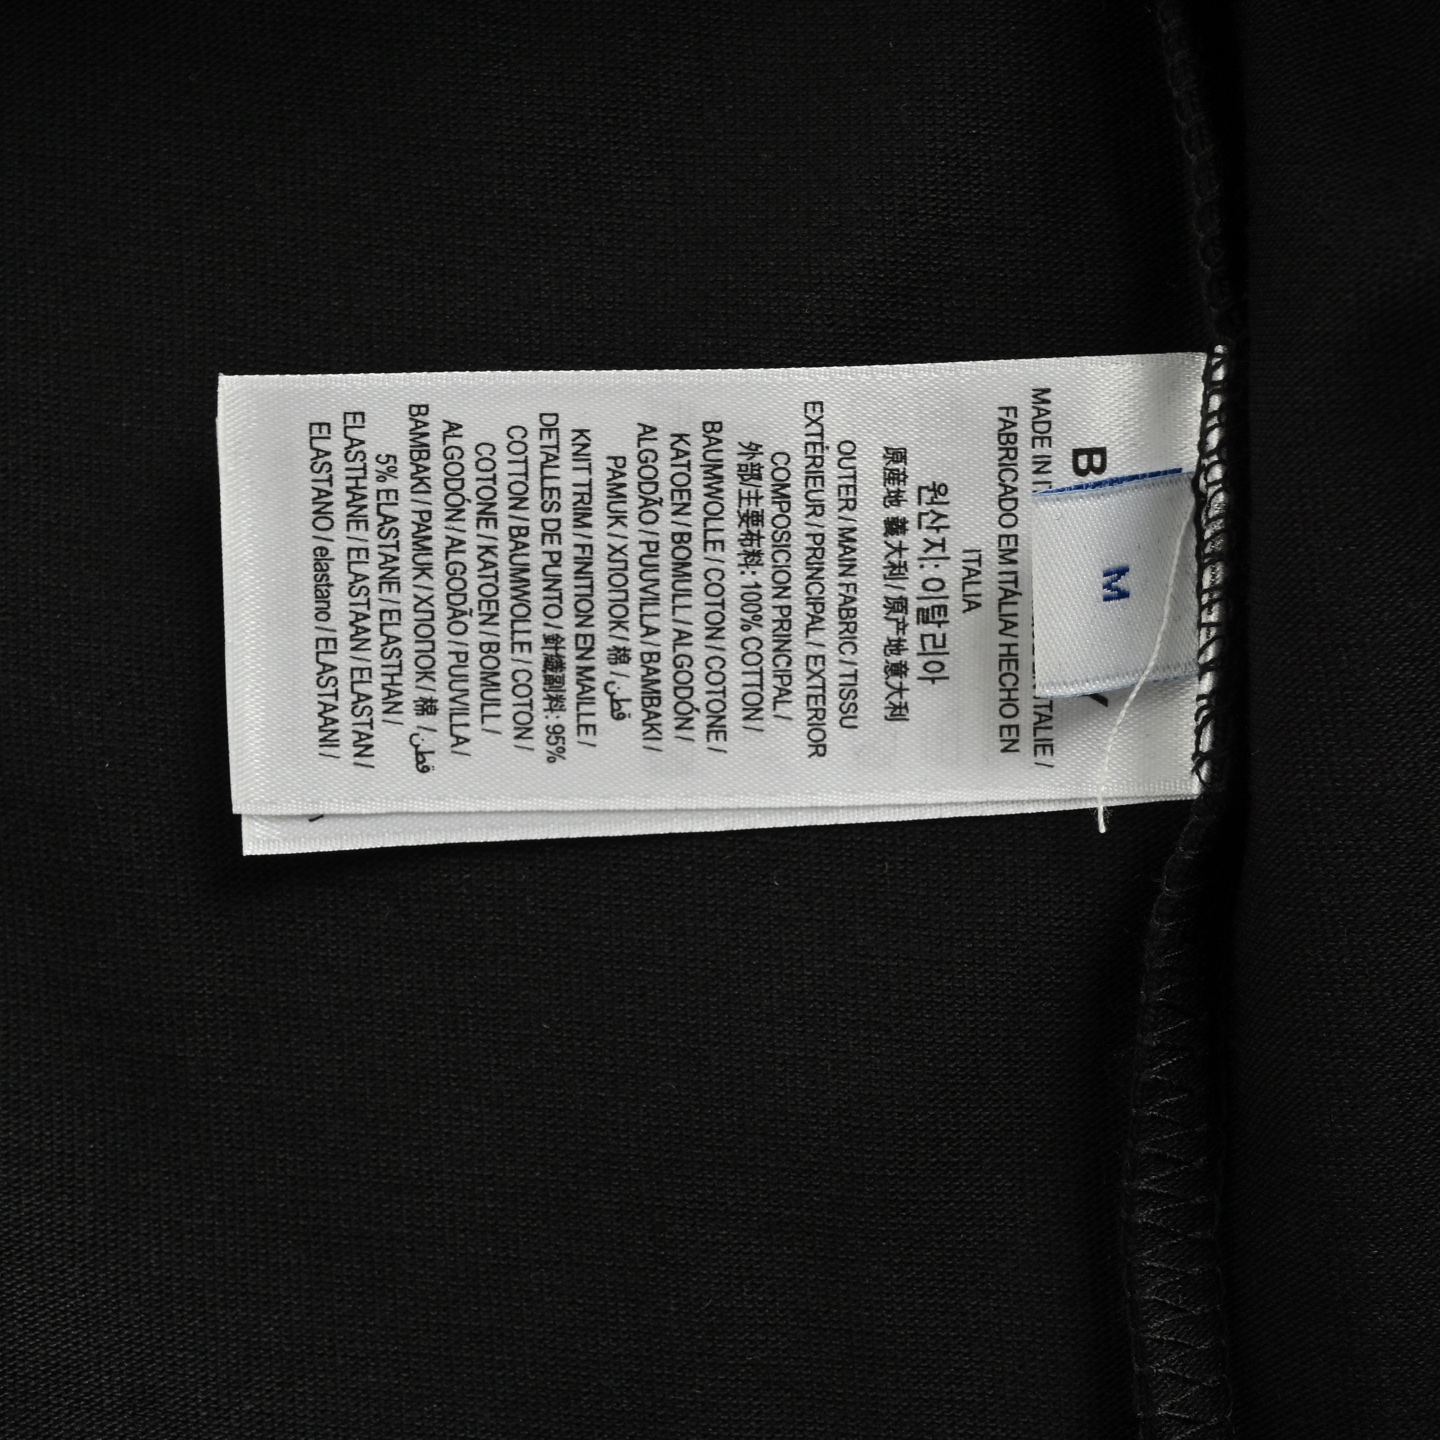 B Y
M
MADE IN I TALIE /
FABRICADO EM ITÁLIA/ HECHO EN
ITALIA
원산지: 이탈리아
原産地 義大利 / 原产地意大利
OUTER / MAIN FABRIC / TISSU
EXTÉRIEUR / PRINCIPAL / EXTERIOR
COMPOSICION PRINCIPAL /
外部/主要布料: 100% COTTON /
BAUMWOLLE / COTON / COTONE /
KATOEN / BOMULL / ALGODÓN /
ALGODÃO / PUUVILLA / BAMBAKI /
PAMUK / ХЛОПОК / 棉 / قطن
KNIT TRIM / FINITION EN MAILLE /
DETALLES DE PUNTO / 針織副料: 95%
COTTON / BAUMWOLLE / COTON /
COTONE / KATOEN / BOMULL /
ALGODÓN / ALGODÃO / PUUVILLA /
BAMBAKI / PAMUK / ХЛОПОК / 棉 / قطن
5% ELASTANE / ELASTHAN /
ELASTHANE / ELASTAAN / ELASTAN /
ELASTANO / elastano / ELASTAANI /